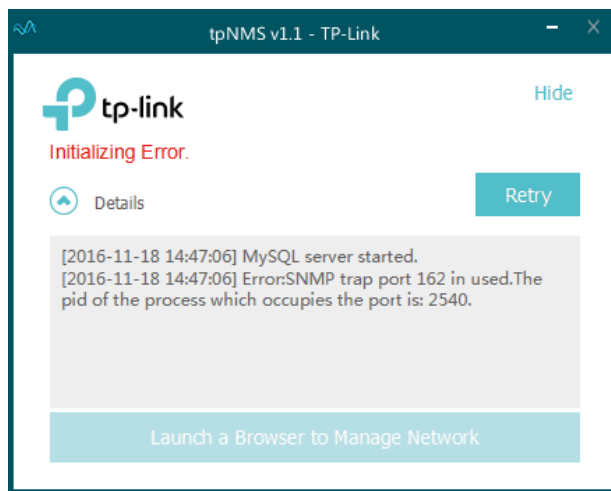 tpNMS v1.1 - TP-Link
Hide
tp-link
Initializing Error.
Details
Retry
[2016-11-18 14:47:06] MySQL server started.
[2016-11-18 14:47:06] Error:SNMP trap port 162 in used.The
pid of the process which occupies the port is: 2540.
Launch a Browser to Manage Network